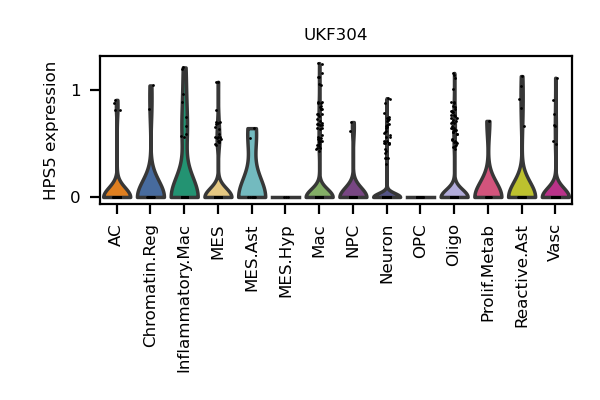 UKF304
HPS5 expression
1
0
AC
Chromatin.Reg
Inflammatory.Mac
MES
MES.Ast
MES.Hyp
Mac
NPC
Neuron
OPC
Oligo
Prolif.Metab
Reactive.Ast
Vasc